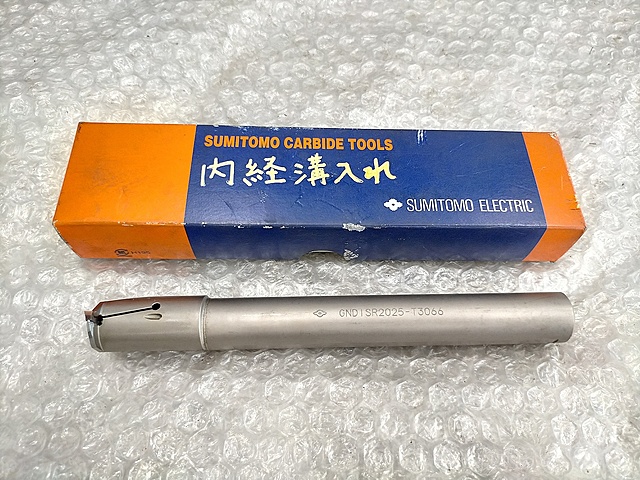 SUMITOMO CARBIDE TOOLS
内経溝入れ
SUMITOMO ELECTRIC
GNDISR2025-T3066